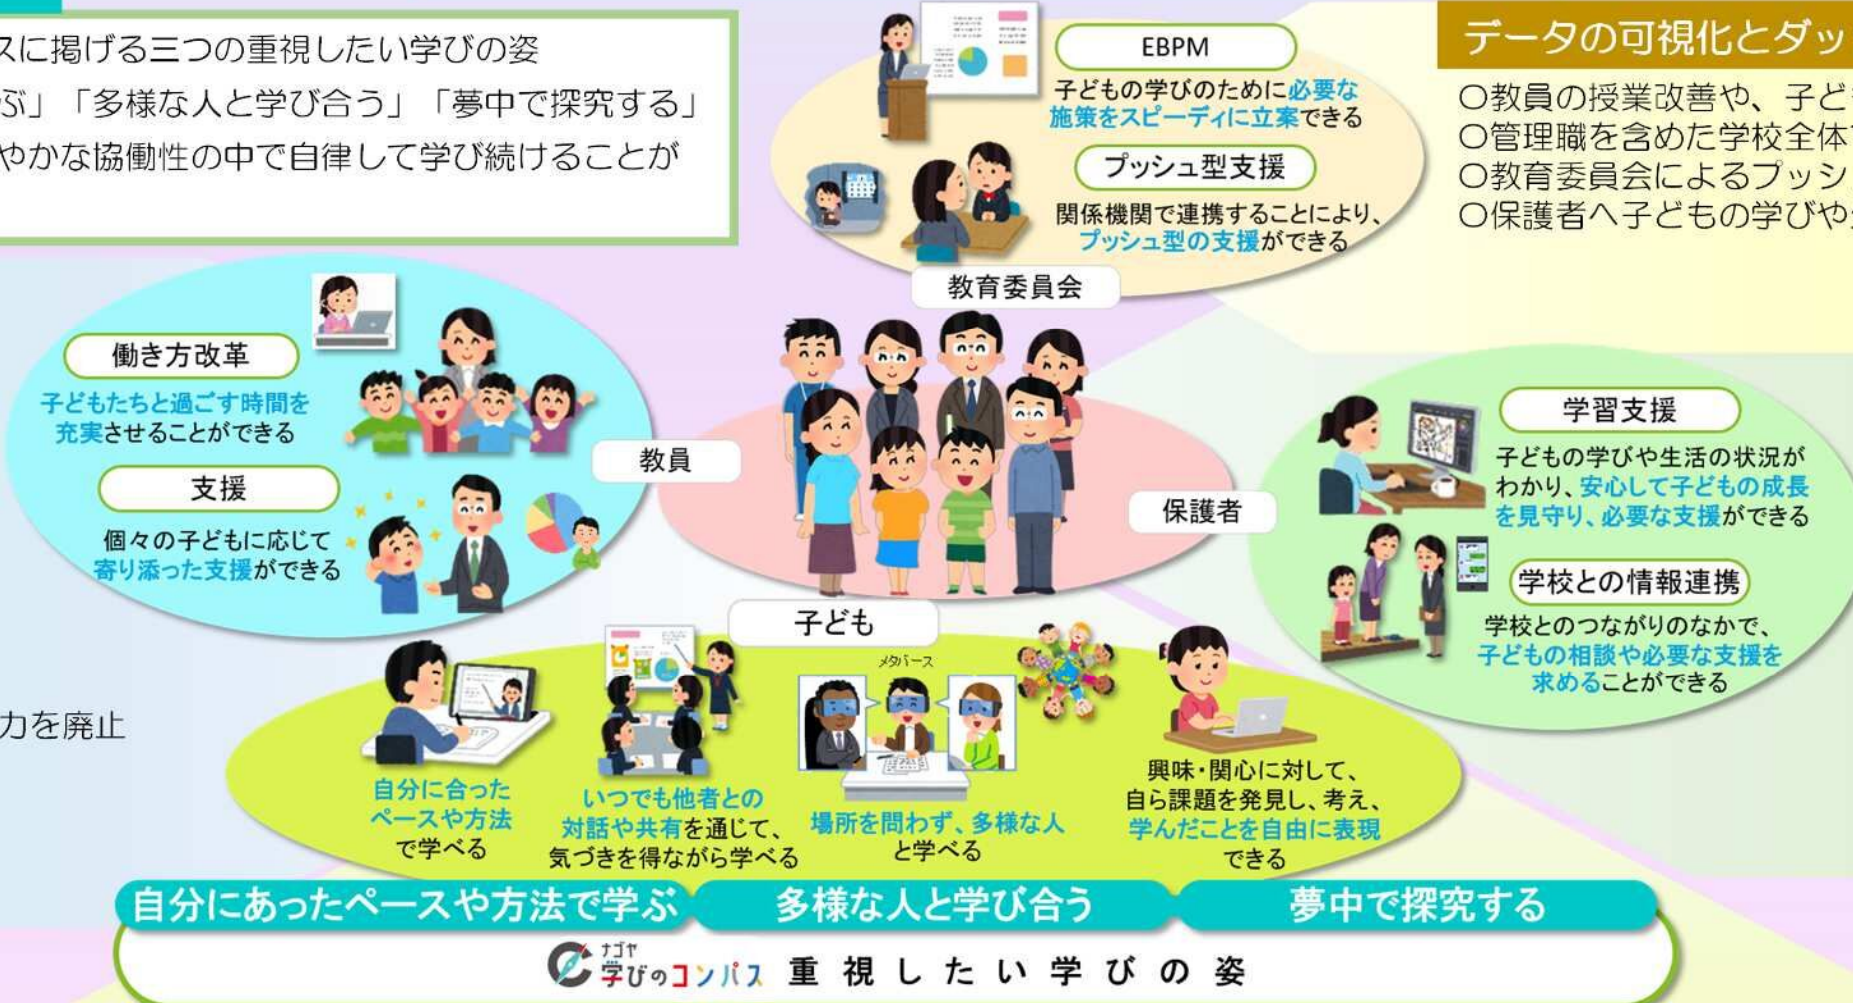 スに掲げる三つの重視したい学びの姿
ぶ」「多様な人と学び合う」「夢中で探究する」
やかな協働性の中で自律して学び続けることが
EBPM
子どもの学びのために必要な
施策をスピーディに立案できる
プッシュ型支援
関係機関で連携することにより、
プッシュ型の支援ができる
教育委員会
データの可視化とダッ
〇教員の授業改善や、子ど
〇管理職を含めた学校全体
〇教育委員会によるプッシ
〇保護者へ子どもの学びや
働き方改革
子どもたちと過ごす時間を
充実させることができる
支援
個々の子どもに応じて
寄り添った支援ができる
教員
保護者
学習支援
子どもの学びや生活の状況が
わかり、安心して子どもの成長
を見守り、必要な支援ができる
学校との情報連携
学校とのつながりのなかで、
子どもの相談や必要な支援を
求めることができる
子ども
メタバース
力を廃止
自分に合った
ペースや方法
で学べる
いつでも他者との
対話や共有を通じて、
気づきを得ながら学べる
場所を問わず、多様な人
と学べる
興味・関心に対して、
自ら課題を発見し、考え、
学んだことを自由に表現
できる
自分にあったペースや方法で学ぶ
多様な人と学び合う
夢中で探究する
ナゴヤ
学びのコンパス 重視したい学びの姿